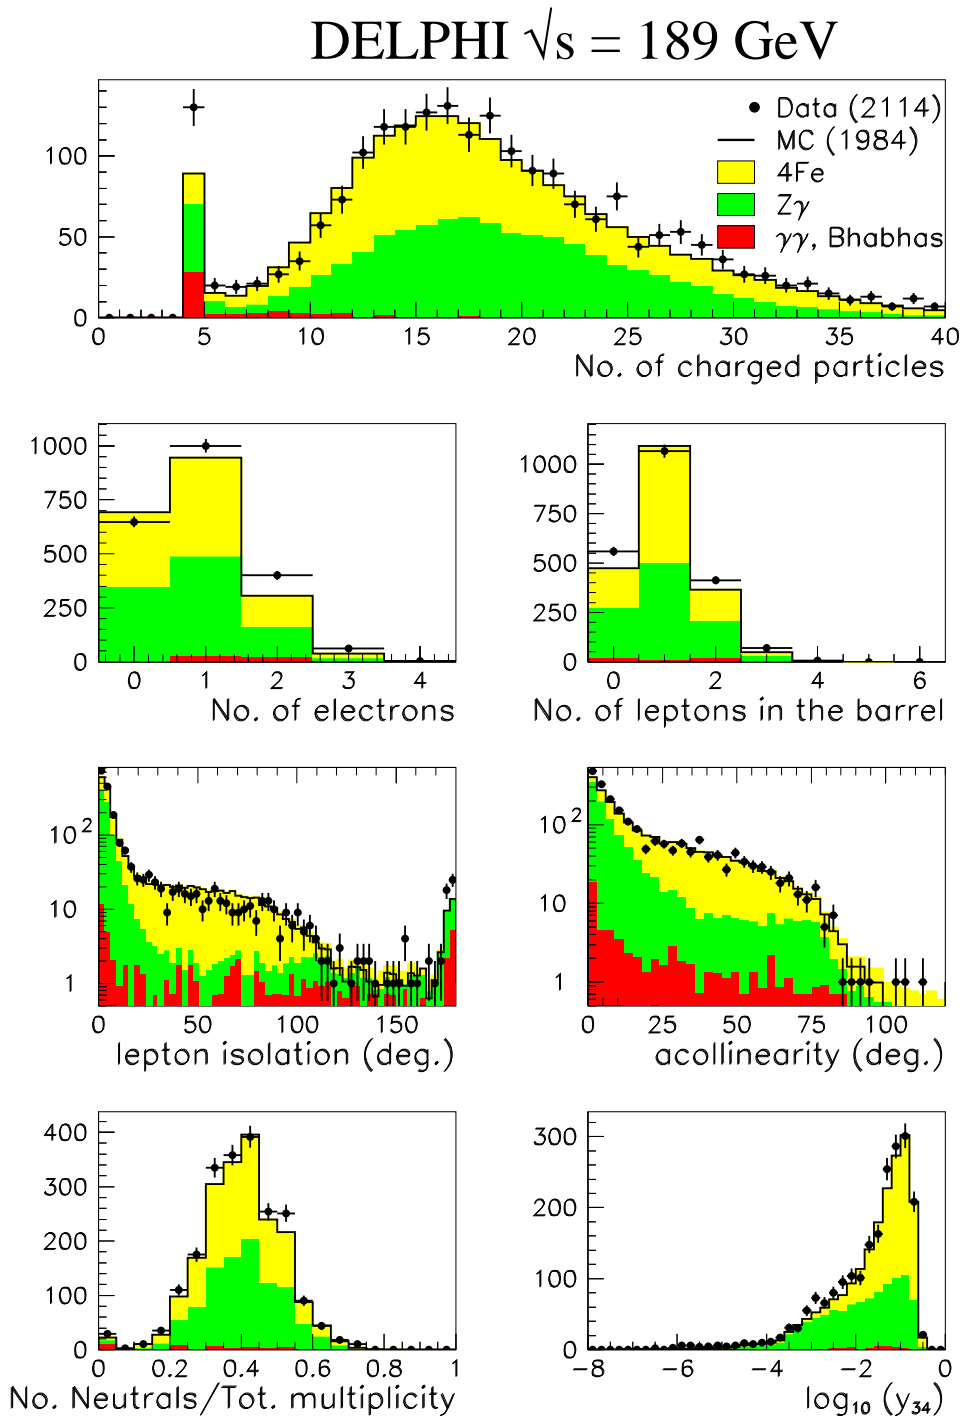 DELPHI √s = 189 GeV
100
50
0
Data (2114)
MC (1984)
4Fe
Zγ
γγ, Bhabhas
0 5 10 15 20 25 30 35 40
No. of charged particles
1000
750
500
250
0
0 1 2 3 4
No. of electrons
1000
750
500
250
0
0 2 4 6
No. of leptons in the barrel
10²
10
1
0 50 100 150
lepton isolation (deg.)
10²
10
1
0 25 50 75 100
acollinearity (deg.)
400
300
200
100
0
0 0.2 0.4 0.6 0.8 1
No. Neutrals/Tot. multiplicity
300
200
100
0
−8 −6 −4 −2 0
log₁₀ (y₃₄)